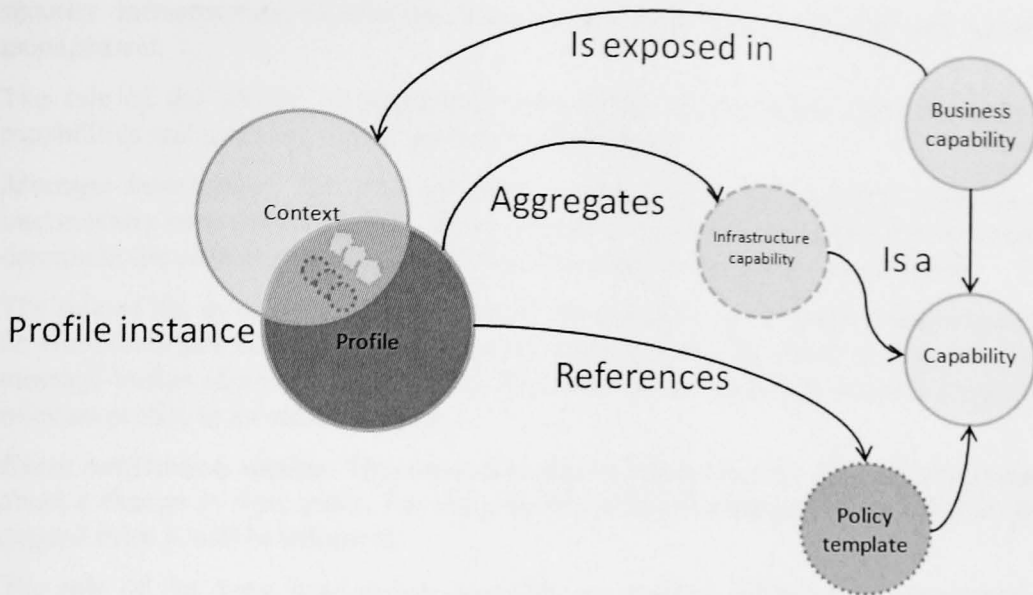 Is exposed in
Business
capability
Context
Aggregates
Infrastructure
capability
Is a
Profile instance
Profile
Capability
References
Policy
template